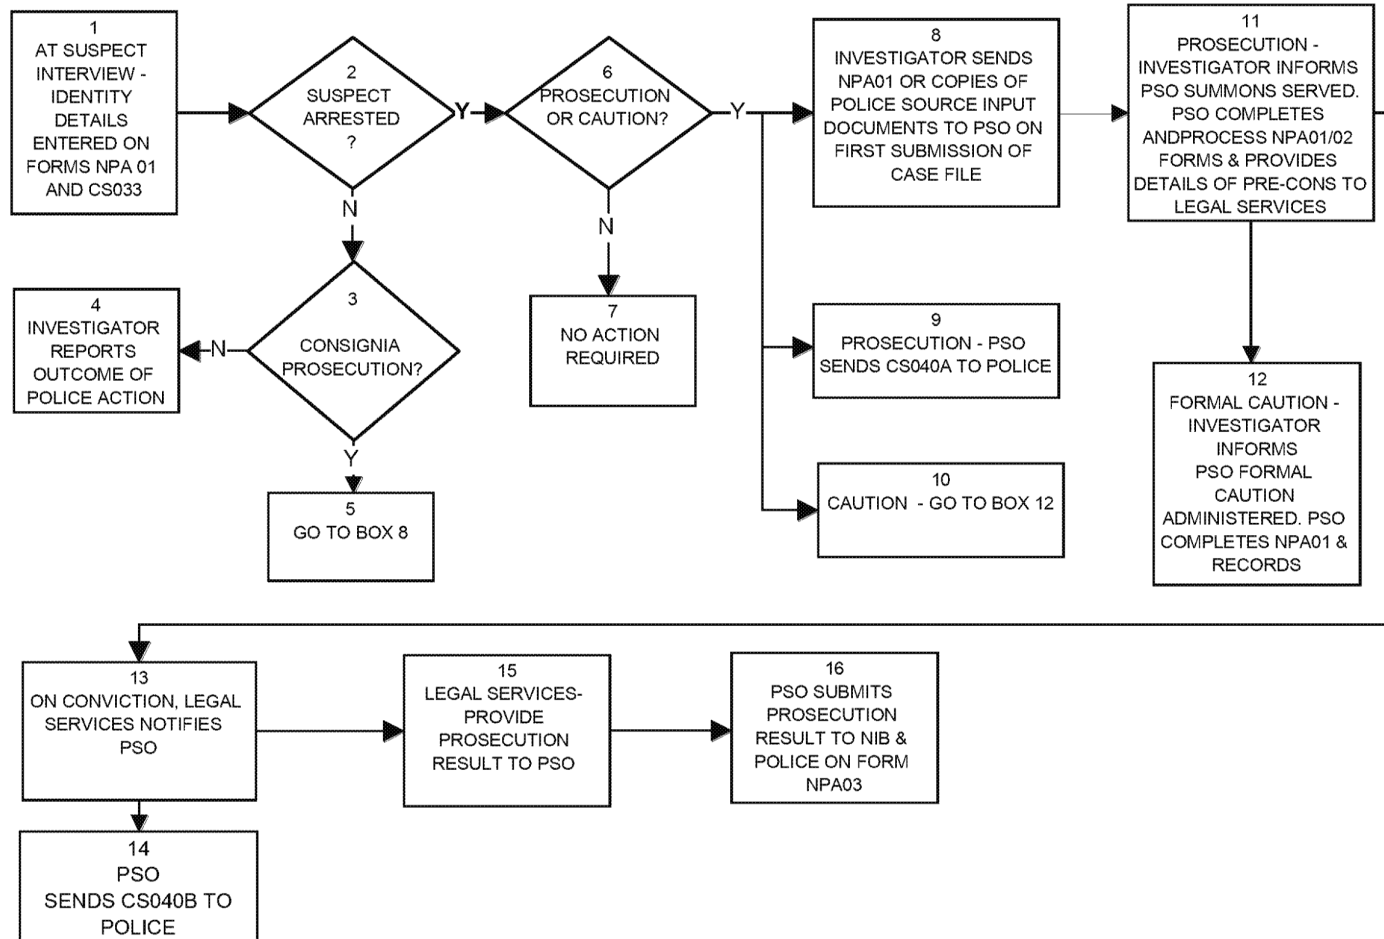 1
AT SUSPECT
INTERVIEW -
IDENTITY
DETAILS
ENTERED ON
FORMS NPA 01
AND CS033
2
SUSPECT
ARRESTED
?
Y
N
3
CONSIGNIA
PROSECUTION?
N
Y
4
INVESTIGATOR
REPORTS
OUTCOME OF
POLICE ACTION
5
GO TO BOX 8
6
PROSECUTION
OR CAUTION?
Y
N
7
NO ACTION
REQUIRED
8
INVESTIGATOR SENDS
NPA01 OR COPIES OF
POLICE SOURCE INPUT
DOCUMENTS TO PSO ON
FIRST SUBMISSION OF
CASE FILE
9
PROSECUTION - PSO
SENDS CS040A TO POLICE
10
CAUTION - GO TO BOX 12
11
PROSECUTION -
INVESTIGATOR INFORMS
PSO SUMMONS SERVED.
PSO COMPLETES
ANDPROCESS NPA01/02
FORMS & PROVIDES
DETAILS OF PRE-CONS TO
LEGAL SERVICES
12
FORMAL CAUTION -
INVESTIGATOR
INFORMS
PSO FORMAL
CAUTION
ADMINISTERED. PSO
COMPLETES NPA01 &
RECORDS
13
ON CONVICTION, LEGAL
SERVICES NOTIFIES
PSO
14
PSO
SENDS CS040B TO
POLICE
15
LEGAL SERVICES-
PROVIDE
PROSECUTION
RESULT TO PSO
16
PSO SUBMITS
PROSECUTION
RESULT TO NIB &
POLICE ON FORM
NPA03